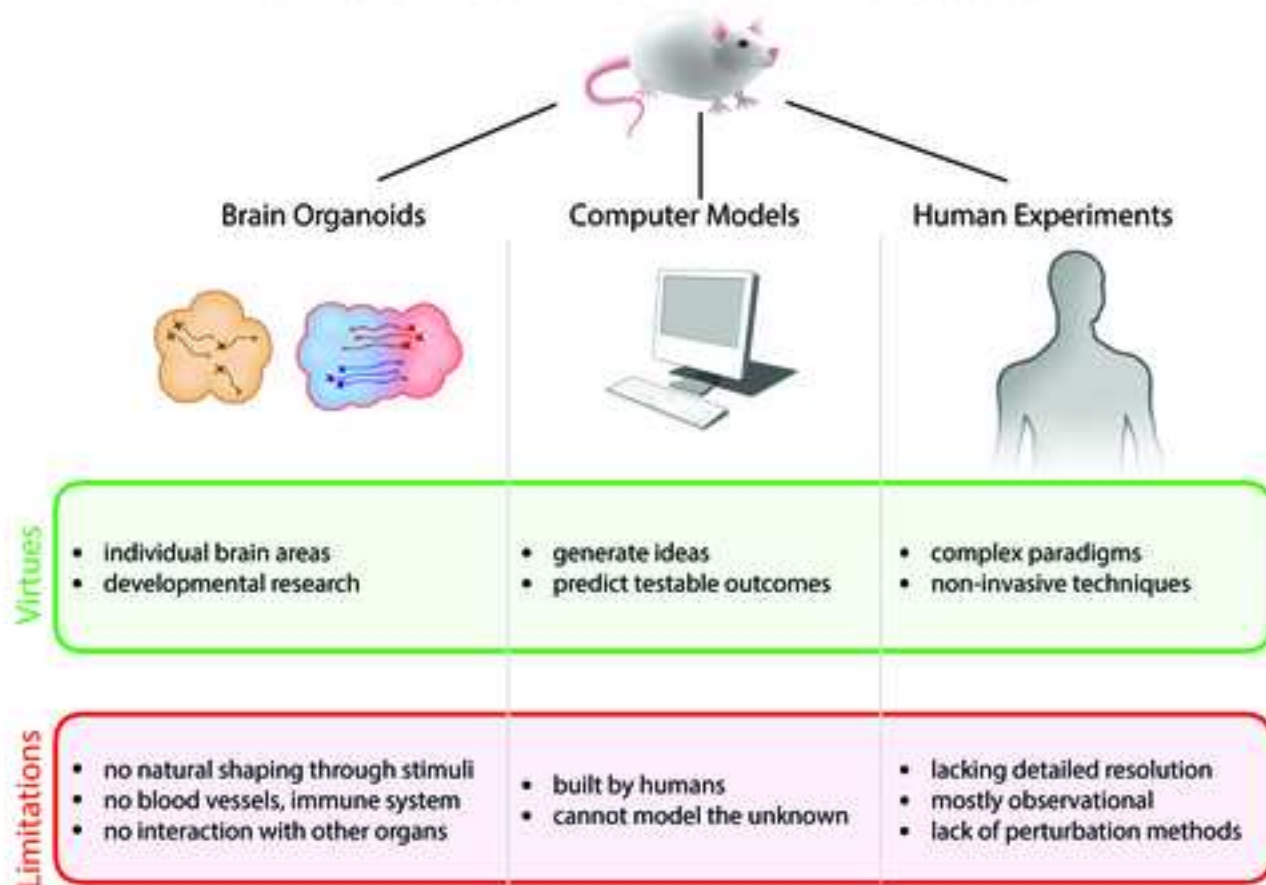 Brain Organoids
Computer Models
Human Experiments
Virtues
• individual brain areas
• developmental research
• generate ideas
• predict testable outcomes
• complex paradigms
• non-invasive techniques
Limitations
• no natural shaping through stimuli
• no blood vessels, immune system
• no interaction with other organs
• built by humans
• cannot model the unknown
• lacking detailed resolution
• mostly observational
• lack of perturbation methods